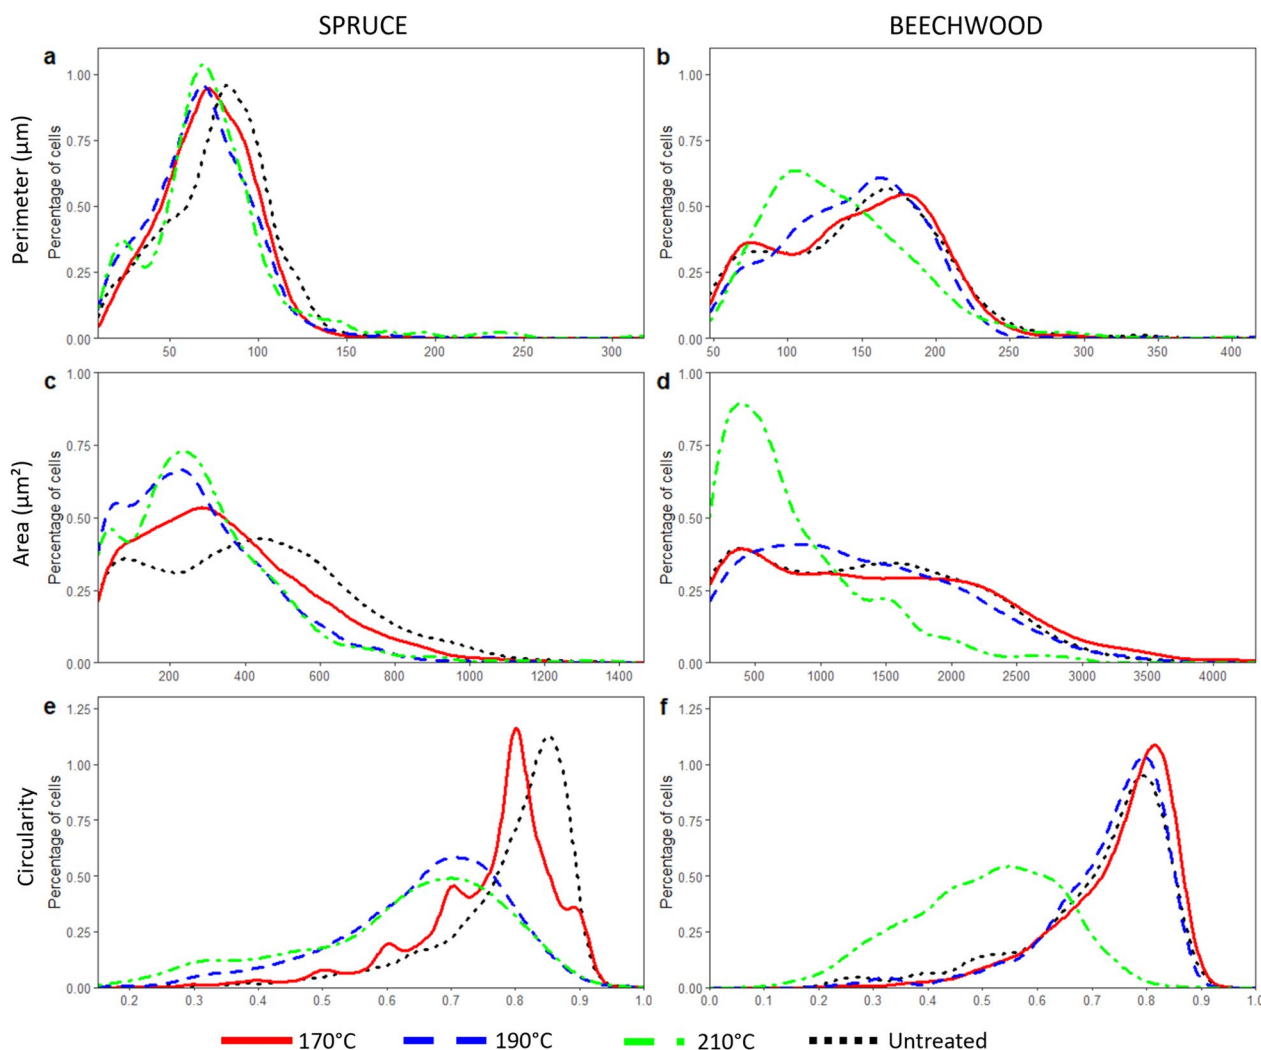 SPRUCE BEECHWOOD
a b
Perimeter (µm)
Percentage of cells
1.00
0.75
0.50
0.25
0.00
50 100 150 200 250 300
Percentage of cells
1.00
0.75
0.50
0.25
0.00
50 100 150 200 250 300 350 400
c d
Area (µm²)
Percentage of cells
1.00
0.75
0.50
0.25
0.00
200 400 600 800 1000 1200 1400
Percentage of cells
1.00
0.75
0.50
0.25
0.00
500 1000 1500 2000 2500 3000 3500 4000
e f
Circularity
Percentage of cells
1.25
1.00
0.75
0.50
0.25
0.00
0.2 0.3 0.4 0.5 0.6 0.7 0.8 0.9 1.0
Percentage of cells
1.25
1.00
0.75
0.50
0.25
0.00
0.0 0.1 0.2 0.3 0.4 0.5 0.6 0.7 0.8 0.9 1.0
170°C 190°C 210°C Untreated